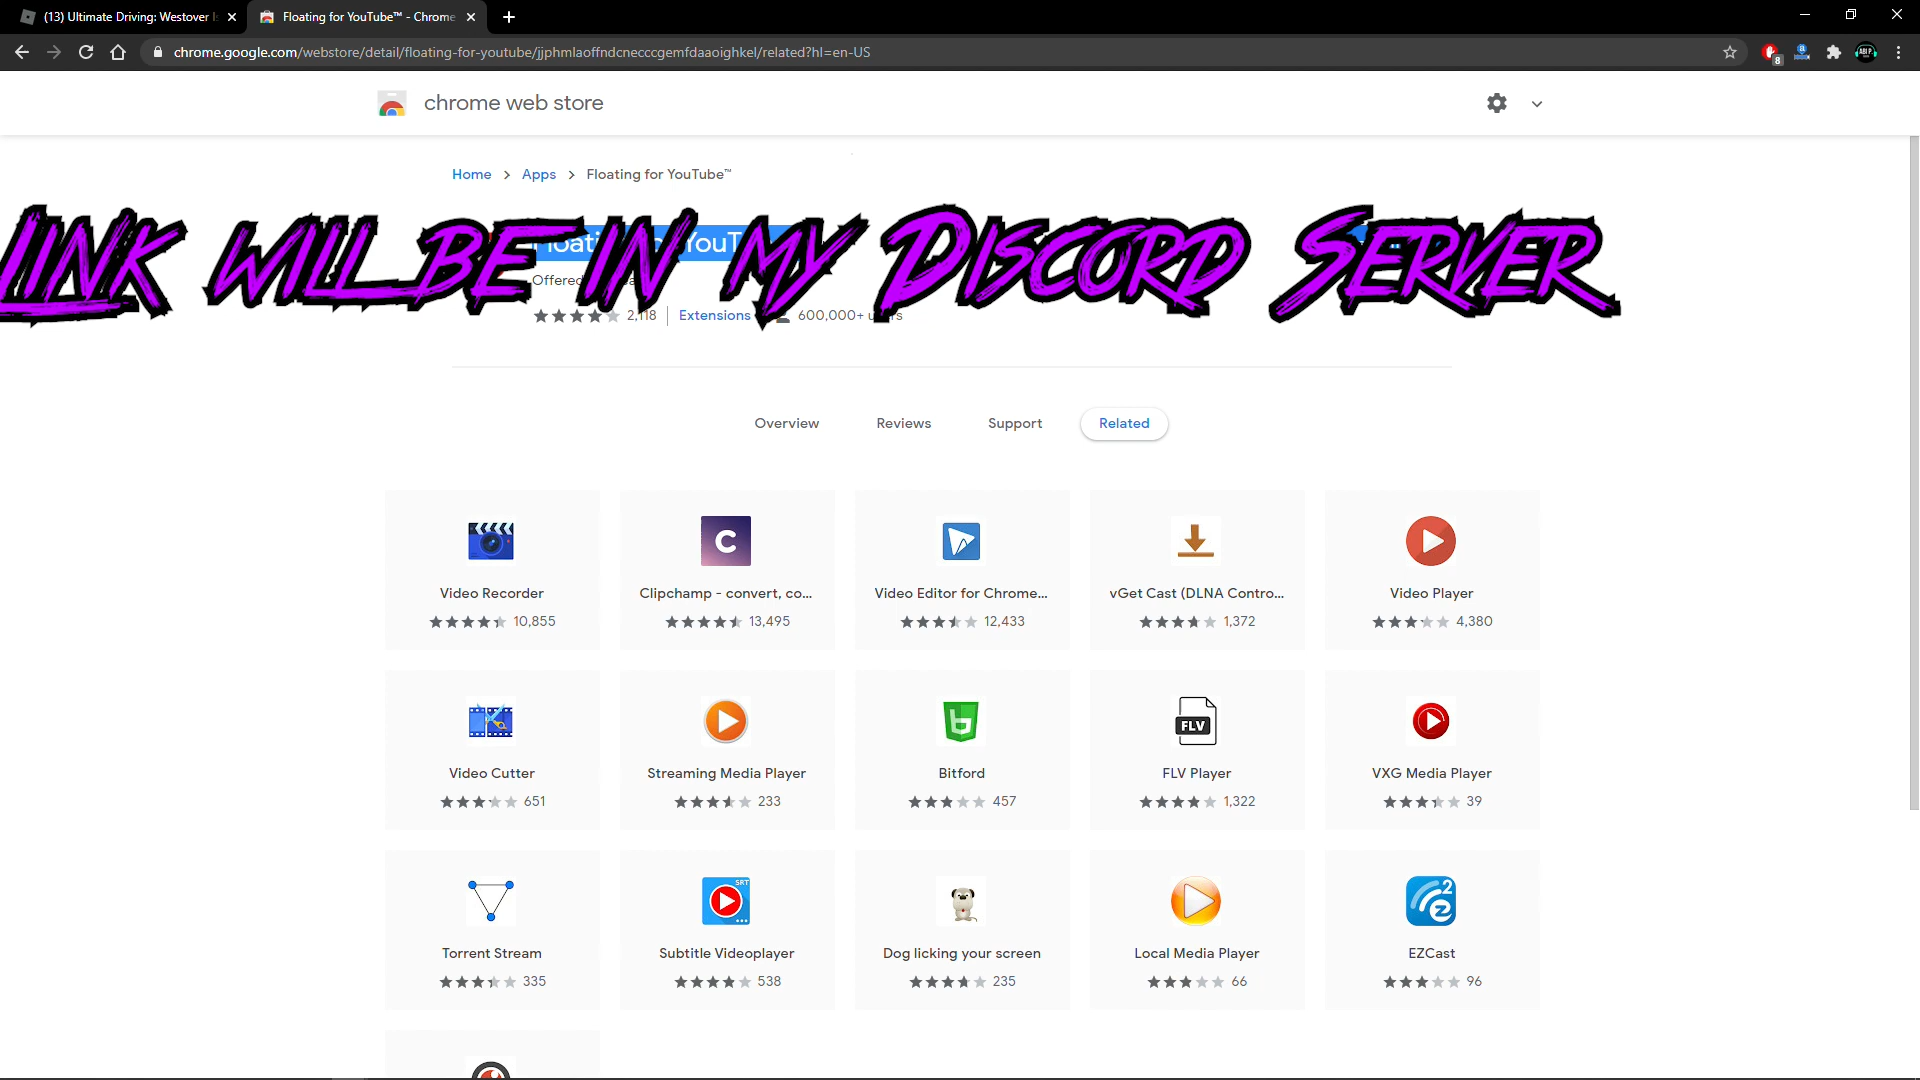 (13) Ultimate Driving: Westover
Floating for YouTube™ - Chrome
chrome.google.com/webstore/detail/floating-for-youtube/jjphmlaoffndcnecccgemfdaaoighkel/related?hl=en-US
8
chrome web store
Home > Apps > Floating for YouTube™
Link will be in my Discord Server
Offered
2,118 Extensions 600,000+
Overview Reviews Support Related
Video Recorder Clipchamp - convert, co... Video Editor for Chrome... vGet Cast (DLNA Contro... Video Player
10,855 13,495 12,433 1,372 4,380
FLV
Video Cutter Streaming Media Player Bitford FLV Player VXG Media Player
651 233 457 1,322 39
SRT
Torrent Stream Subtitle Videoplayer Dog licking your screen Local Media Player EZCast
335 538 235 66 96